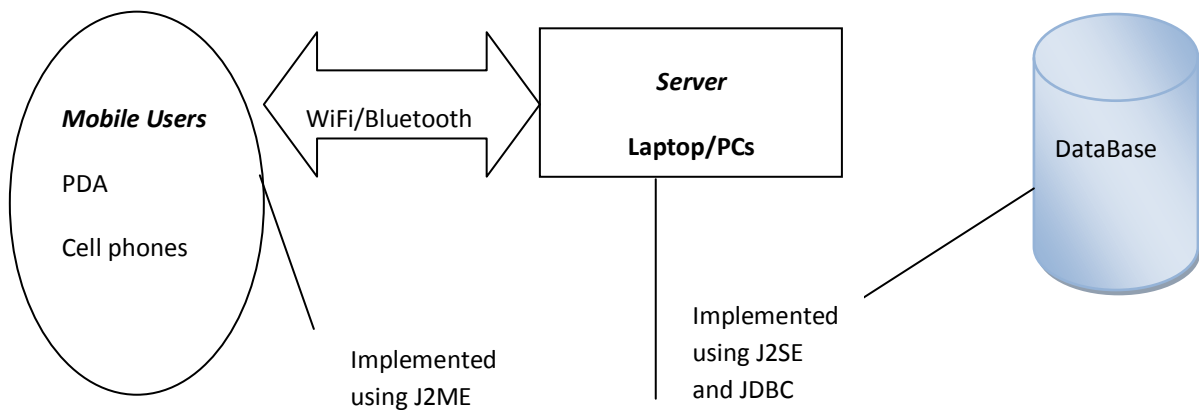 Mobile Users
PDA
Cell phones
WiFi/Bluetooth
Server
Laptop/PCs
DataBase
Implemented
using J2ME
Implemented
using J2SE
and JDBC